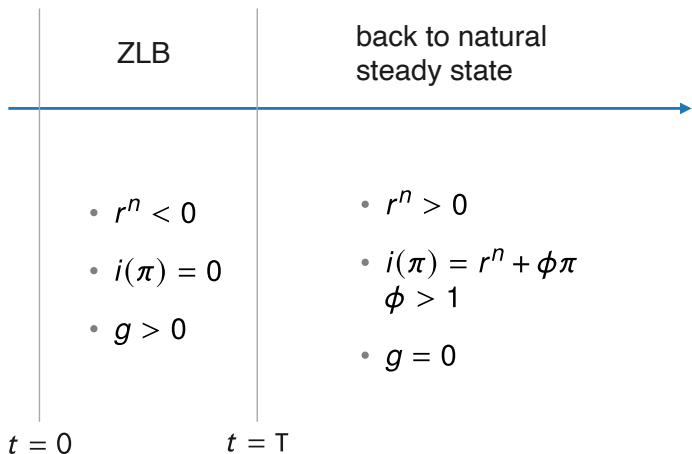 ZLB
back to natural
steady state
• rⁿ < 0
• i(π) = 0
• g > 0
• rⁿ > 0
• i(π) = rⁿ + ϕπ
ϕ > 1
• g = 0
t = 0
t = T